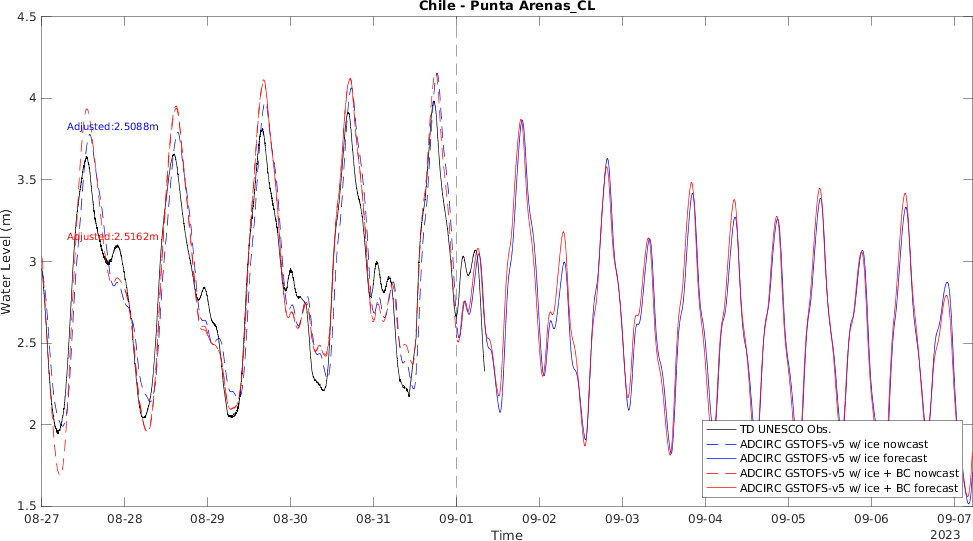 Chile - Punta Arenas_CL
4.5
4
3.5
3
2.5
2
1.5
Water Level (m)
Adjusted:2.5088m
Adjusted:2.5162m
TD UNESCO Obs.
ADCIRC GSTOFS-v5 w/ ice nowcast
ADCIRC GSTOFS-v5 w/ ice forecast
ADCIRC GSTOFS-v5 w/ ice + BC nowcast
ADCIRC GSTOFS-v5 w/ ice + BC forecast
08-27 08-28 08-29 08-30 08-31 09-01 09-02 09-03 09-04 09-05 09-06 09-07
2023
Time